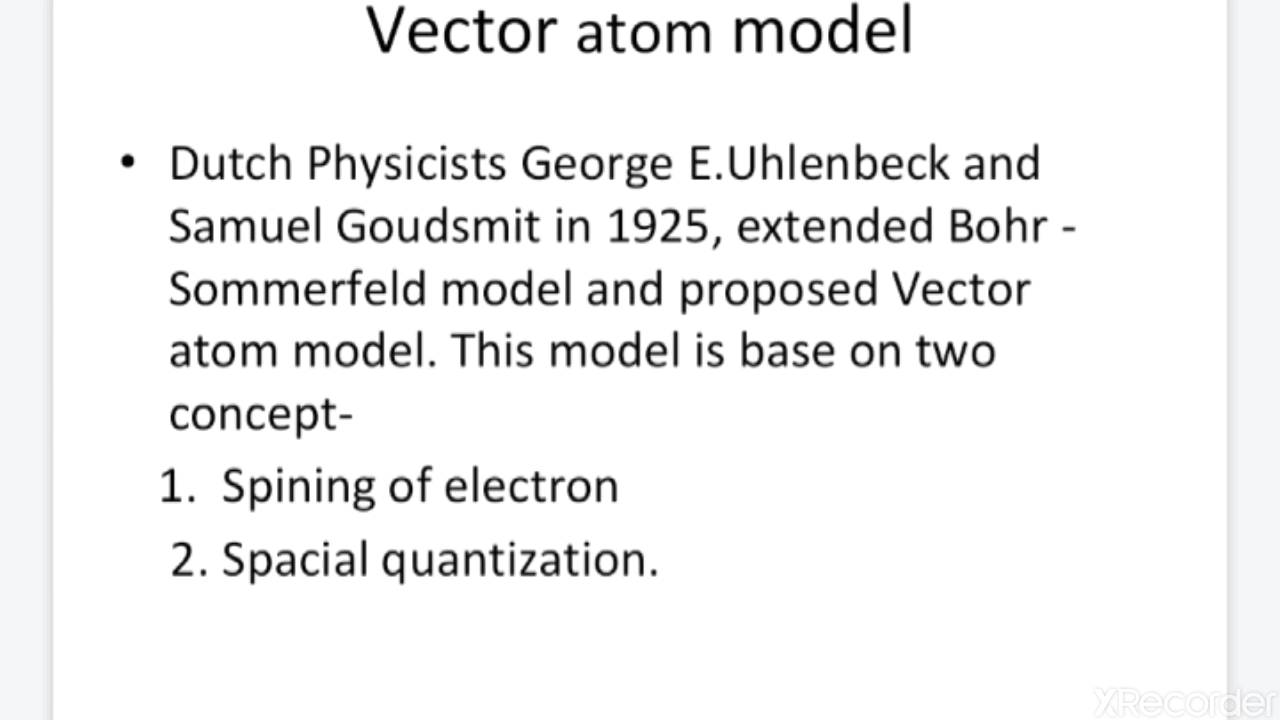 Vector atom model
• Dutch Physicists George E.Uhlenbeck and
Samuel Goudsmit in 1925, extended Bohr -
Sommerfeld model and proposed Vector
atom model. This model is base on two
concept-
1. Spining of electron
2. Spacial quantization.
XRecorder